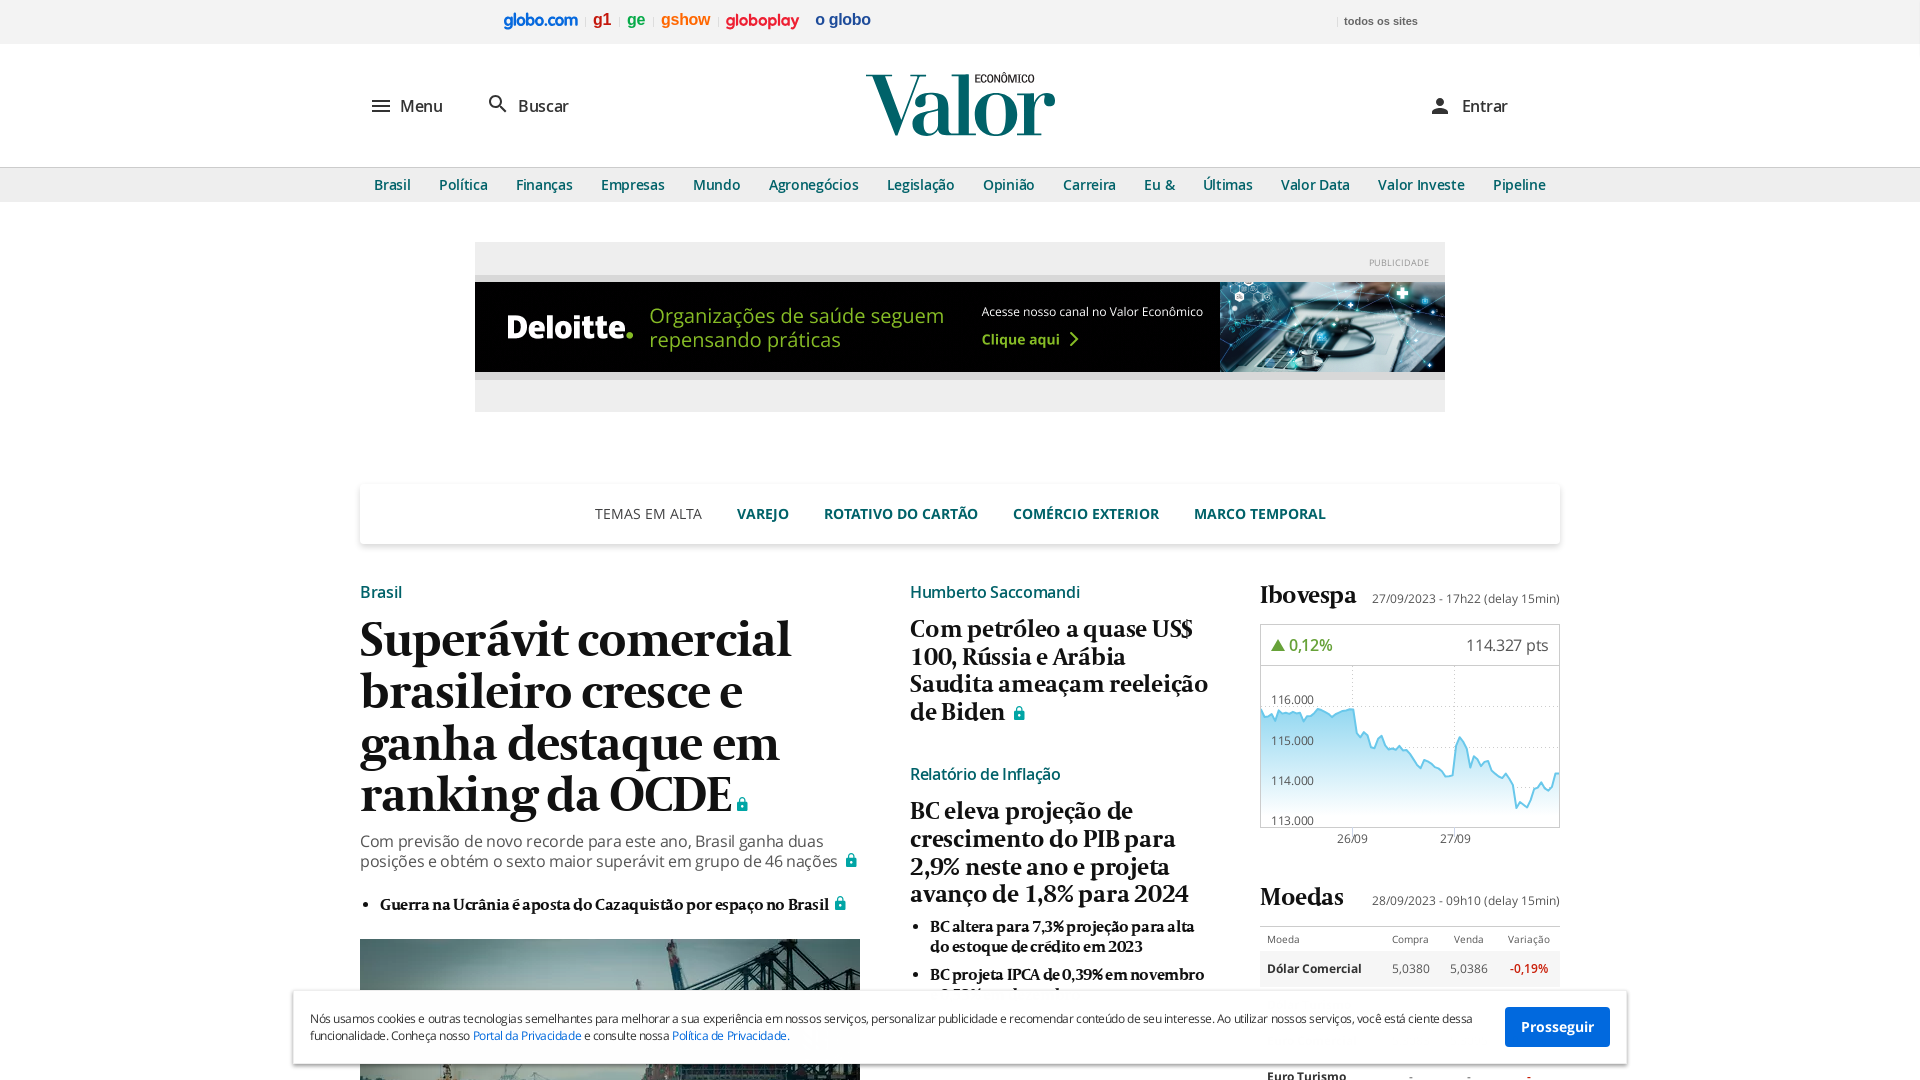 globo.com g1 ge gshow globoplay o globo todos os sites
Menu Buscar Valor ECONÔMICO Entrar
Brasil Política Finanças Empresas Mundo Agronegócios Legislação Opinião Carreira Eu & Últimas Valor Data Valor Investe Pipeline
PUBLICIDADE
Deloitte.
Organizações de saúde seguem
repensando práticas
Acesse nosso canal no Valor Econômico
Clique aqui
TEMAS EM ALTA VAREJO ROTATIVO DO CARTÃO COMÉRCIO EXTERIOR MARCO TEMPORAL
Brasil
Superávit comercial
brasileiro cresce e
ganha destaque em
ranking da OCDE
Com previsão de novo recorde para este ano, Brasil ganha duas
posições e obtém o sexto maior superávit em grupo de 46 nações
Guerra na Ucrânia é aposta do Cazaquistão por espaço no Brasil
Humberto Saccomandi
Com petróleo a quase US$
100, Rússia e Arábia
Saudita ameaçam reeleição
de Biden
Relatório de Inflação
BC eleva projeção de
crescimento do PIB para
2,9% neste ano e projeta
avanço de 1,8% para 2024
BC altera para 7,3% projeção para alta
do estoque de crédito em 2023
BC projeta IPCA de 0,39% em novembro
Ibovespa 27/09/2023 - 17h22 (delay 15min)
0,12% 114.327 pts
116.000
115.000
114.000
113.000
26/09 27/09
Moedas 28/09/2023 - 09h10 (delay 15min)
Moeda Compra Venda Variação
Dólar Comercial 5,0380 5,0386 -0,19%
Euro Turismo - - -
Nós usamos cookies e outras tecnologias semelhantes para melhorar a sua experiência em nossos serviços, personalizar publicidade e recomendar conteúdo de seu interesse. Ao utilizar nossos serviços, você está ciente dessa
funcionalidade. Conheça nosso Portal da Privacidade e consulte nossa Política de Privacidade.
Prosseguir